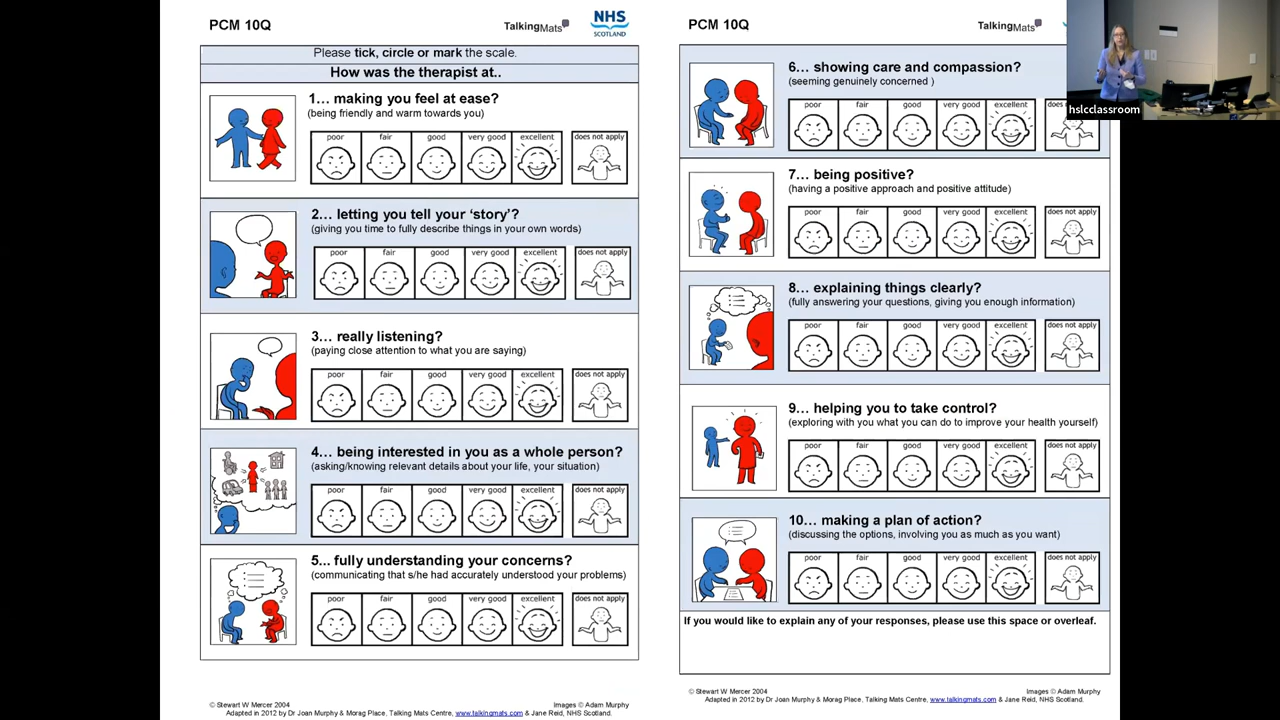 PCM 10Q
TalkingMats
NHS
SCOTLAND
Please tick, circle or mark the scale.
How was the therapist at..
1… making you feel at ease?
(being friendly and warm towards you)
poor fair good very good excellent does not apply
2… letting you tell your ‘story’?
(giving you time to fully describe things in your own words)
poor fair good very good excellent does not apply
3… really listening?
(paying close attention to what you are saying)
poor fair good very good excellent does not apply
4… being interested in you as a whole person?
(asking/knowing relevant details about your life, your situation)
poor fair good very good excellent does not apply
5... fully understanding your concerns?
(communicating that s/he had accurately understood your problems)
poor fair good very good excellent does not apply
© Stewart W Mercer 2004 Images © Adam Murphy
Adapted in 2012 by Dr Joan Murphy & Morag Place, Talking Mats Centre, www.talkingmats.com & Jane Reid, NHS Scotland.
PCM 10Q
TalkingMats
6… showing care and compassion?
(seeming genuinely concerned )
poor fair good very good excellent does
7… being positive?
(having a positive approach and positive attitude)
poor fair good very good excellent does not apply
8… explaining things clearly?
(fully answering your questions, giving you enough information)
poor fair good very good excellent does not apply
9… helping you to take control?
(exploring with you what you can do to improve your health yourself)
poor fair good very good excellent does not apply
10… making a plan of action?
(discussing the options, involving you as much as you want)
poor fair good very good excellent does not apply
If you would like to explain any of your responses, please use this space or overleaf.
© Stewart W Mercer 2004 Images © Adam Murphy
Adapted in 2012 by Dr Joan Murphy & Morag Place, Talking Mats Centre, www.talkingmats.com & Jane Reid, NHS Scotland.
hslcclassroom